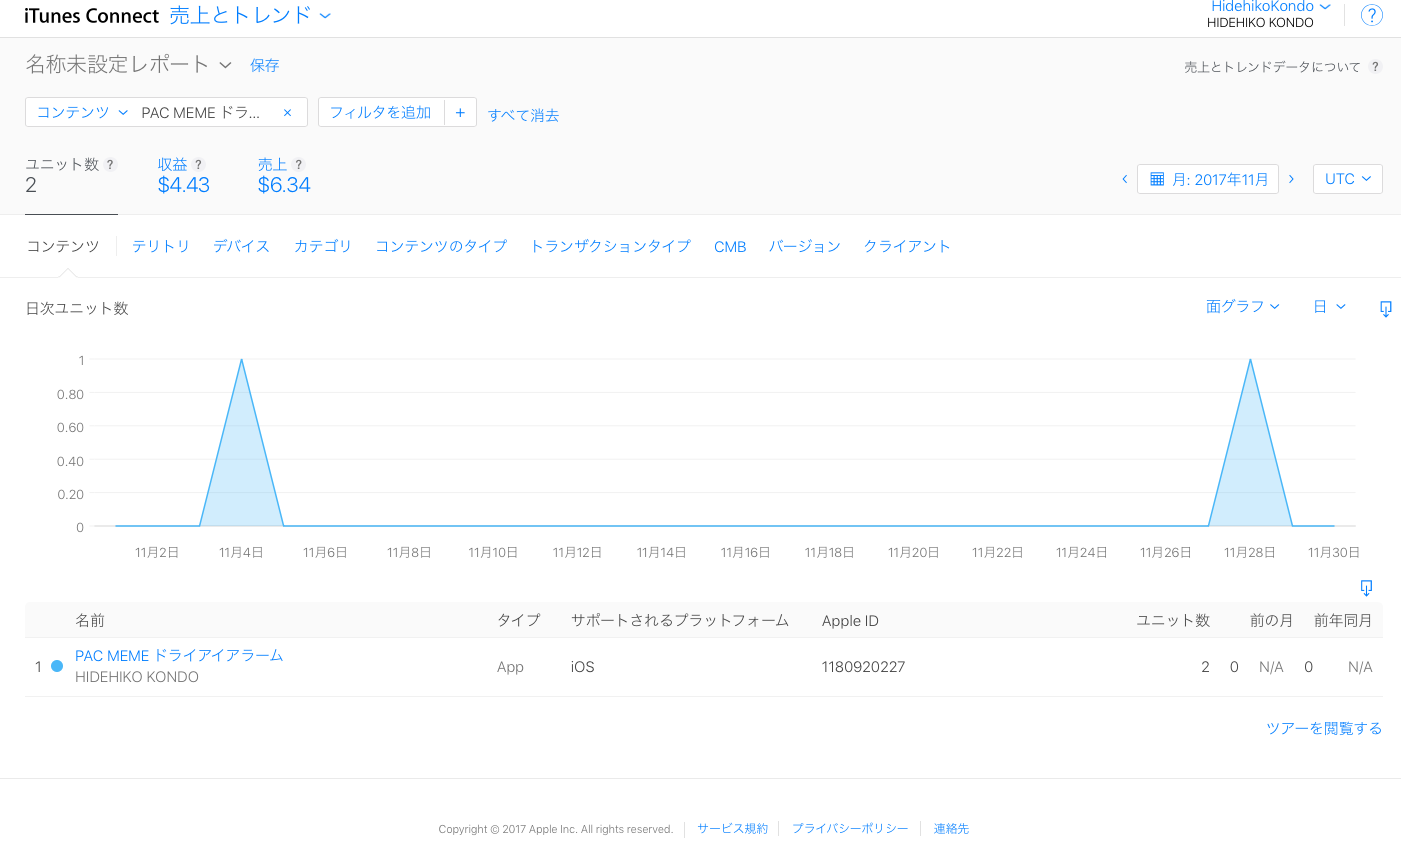 iTunes Connect 売上とトレンド
HidehikoKondo
HIDEHIKO KONDO
?
名称未設定レポート 保存
売上とトレンドデータについて ?
コンテンツ PAC MEME ドラ... × フィルタを追加 + すべて消去
ユニット数 ? 収益 ? 売上 ?
2 $4.43 $6.34
月: 2017年11月 UTC
コンテンツ テリトリ デバイス カテゴリ コンテンツのタイプ トランザクションタイプ CMB バージョン クライアント
日次ユニット数 面グラフ 日
1
0.80
0.60
0.40
0.20
0
11月2日 11月4日 11月6日 11月8日 11月10日 11月12日 11月14日 11月16日 11月18日 11月20日 11月22日 11月24日 11月26日 11月28日 11月30日
名前 タイプ サポートされるプラットフォーム Apple ID ユニット数 前の月 前年同月
1 PAC MEME ドライアイアラーム App iOS 1180920227 2 0 N/A 0 N/A
HIDEHIKO KONDO
ツアーを閲覧する
Copyright © 2017 Apple Inc. All rights reserved. サービス規約 プライバシーポリシー 連絡先